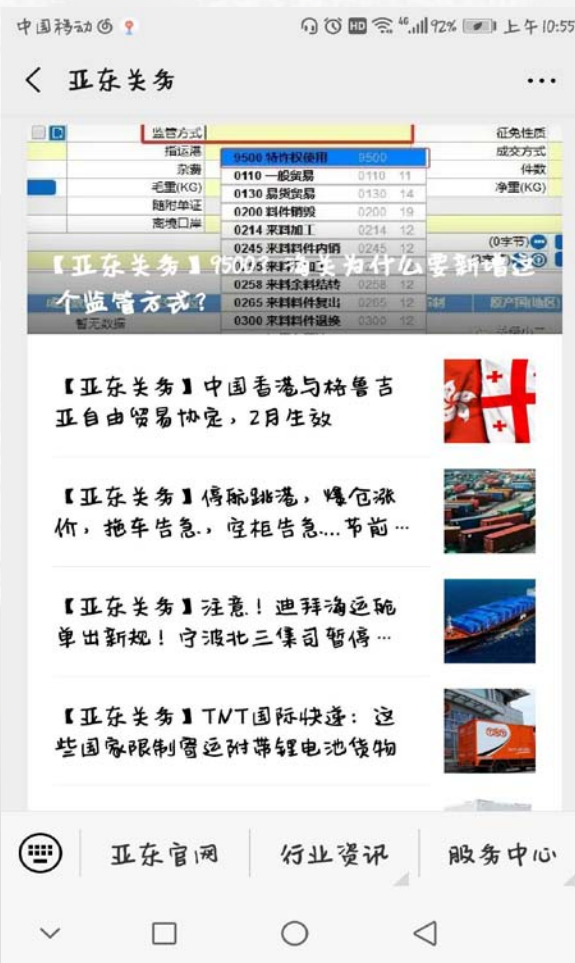 中国移动 HD 46 92% 上午10:55
亚东关务
监管方式 征免性质
指运港 成交方式
9500 特许权使用 9500
杂费 件数
0110 一般贸易 0110 11
毛重(KG) 净重(KG)
0130 易货贸易 0130 14
随附单证
0200 料件销毁 0200 19
离境口岸
0214 来料加工 0214 12
0245 来料料件内销 0245 12
(0字节)
【亚东关务】9500？海关为什么要新增这
个监管方式？
0258 来料余料结转 0258 12
0265 来料料件复出 0265 12
原产国(地区)
0300 来料料件退换 0300 12
暂无数据
【亚东关务】中国香港与格鲁吉
亚自由贸易协定，2月生效
【亚东关务】停航跳港，爆仓涨
价，拖车告急，空柜告急....节前…
【亚东关务】注意！迪拜海运舱
单出新规！宁波北三集司暂停…
【亚东关务】TNT国际快递：这
些国家限制寄运附带锂电池货物
亚东官网 行业资讯 服务中心